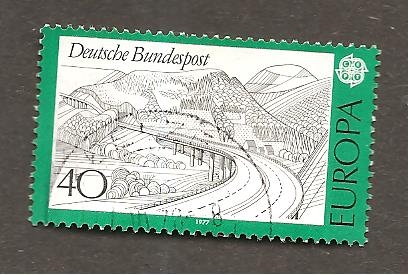 Deutsche Bundespost
40
EUROPA
1977